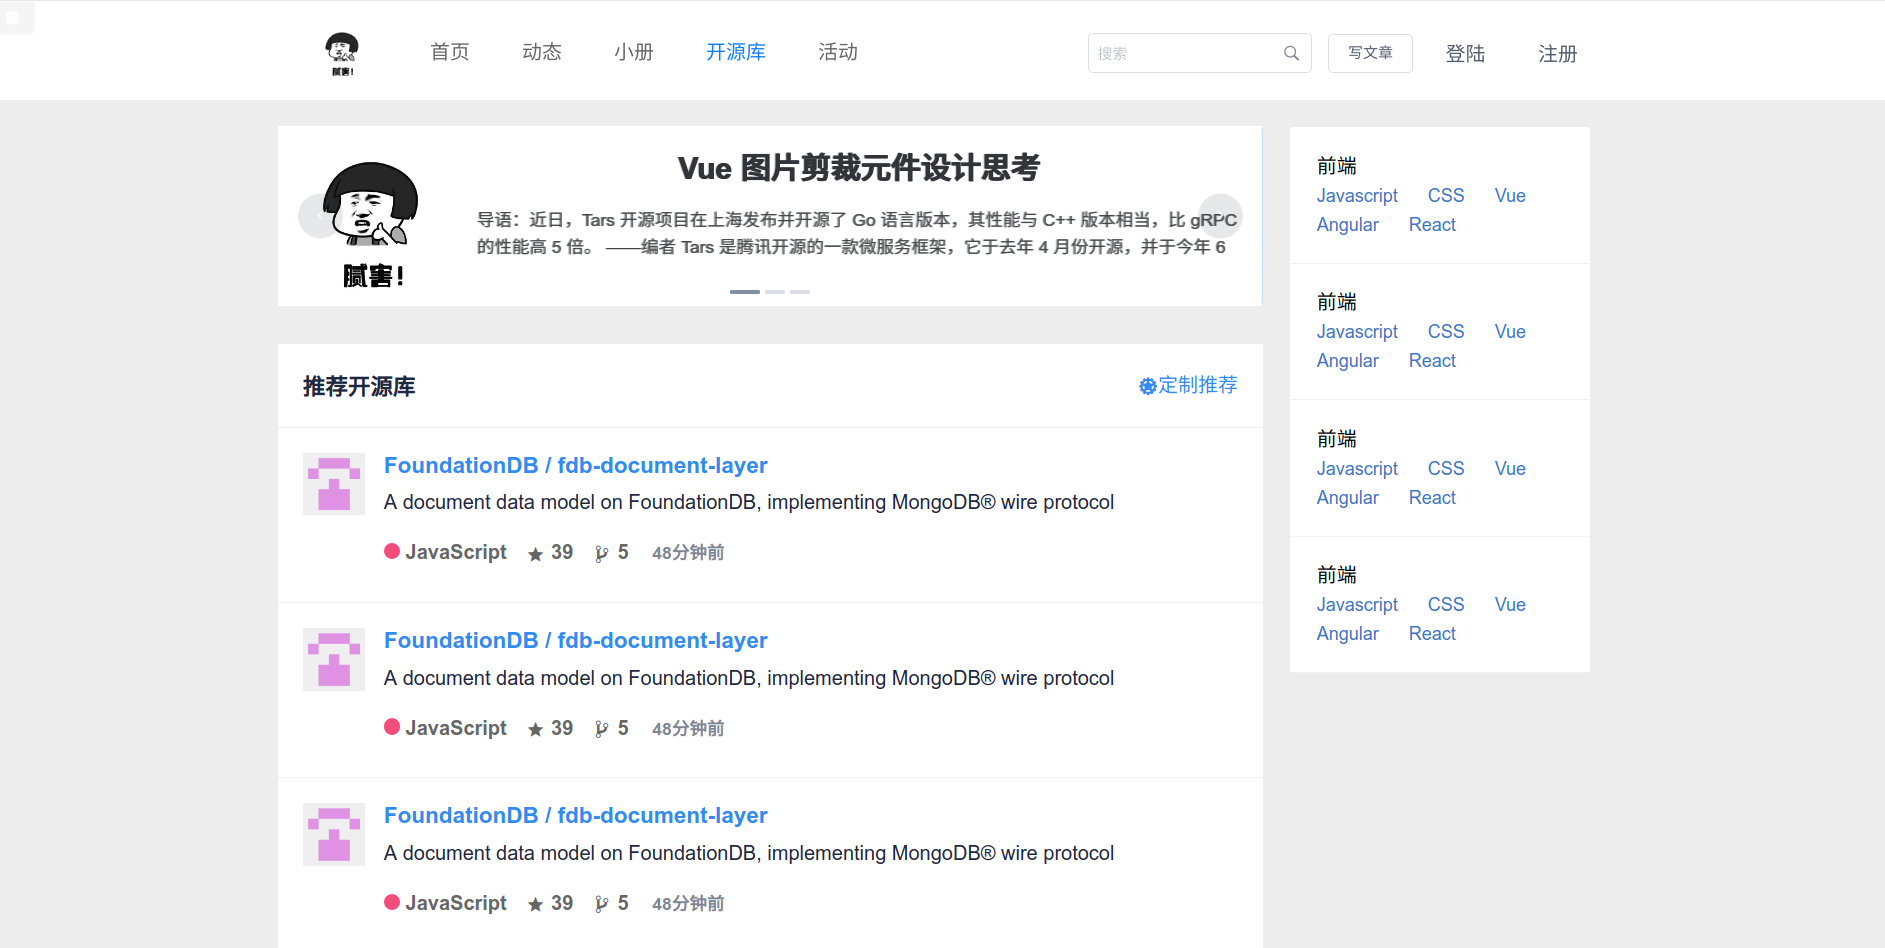 腻害!
首页
动态
小册
开源库
活动
搜索
写文章
登陆
注册
腻害!
Vue 图片剪裁元件设计思考
导语：近日，Tars 开源项目在上海发布并开源了 Go 语言版本，其性能与 C++ 版本相当，比 gRPC
的性能高 5 倍。 ——编者 Tars 是腾讯开源的一款微服务框架，它于去年 4 月份开源，并于今年 6
推荐开源库
定制推荐
FoundationDB / fdb-document-layer
A document data model on FoundationDB, implementing MongoDB® wire protocol
JavaScript 39 5 48分钟前
FoundationDB / fdb-document-layer
A document data model on FoundationDB, implementing MongoDB® wire protocol
JavaScript 39 5 48分钟前
FoundationDB / fdb-document-layer
A document data model on FoundationDB, implementing MongoDB® wire protocol
JavaScript 39 5 48分钟前
前端
Javascript CSS Vue
Angular React
前端
Javascript CSS Vue
Angular React
前端
Javascript CSS Vue
Angular React
前端
Javascript CSS Vue
Angular React